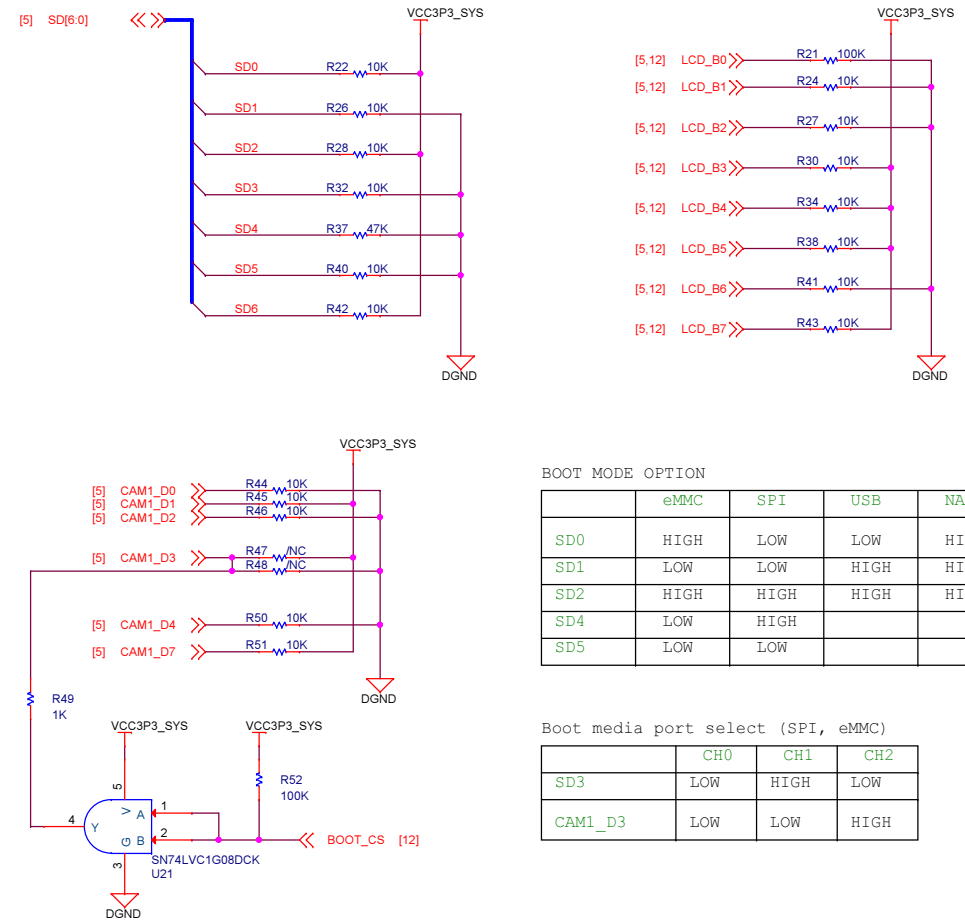 [5] SD[6:0]
VCC3P3_SYS
SD0 R22 10K
SD1 R26 10K
SD2 R28 10K
SD3 R32 10K
SD4 R37 47K
SD5 R40 10K
SD6 R42 10K
DGND
VCC3P3_SYS
[5,12] LCD_B0 R21 100K
[5,12] LCD_B1 R24 10K
[5,12] LCD_B2 R27 10K
[5,12] LCD_B3 R30 10K
[5,12] LCD_B4 R34 10K
[5,12] LCD_B5 R38 10K
[5,12] LCD_B6 R41 10K
[5,12] LCD_B7 R43 10K
DGND
VCC3P3_SYS
[5] CAM1_D0 R44 10K
[5] CAM1_D1 R45 10K
[5] CAM1_D2 R46 10K
[5] CAM1_D3 R47 /NC
R48 /NC
[5] CAM1_D4 R50 10K
[5] CAM1_D7 R51 10K
DGND
R49
1K
VCC3P3_SYS
VCC3P3_SYS
R52
100K
5
V A 1
4 Y
G B 2
BOOT_CS [12]
3
SN74LVC1G08DCK
U21
DGND
BOOT MODE OPTION
eMMC SPI USB NA
SD0 HIGH LOW LOW HI
SD1 LOW LOW HIGH HI
SD2 HIGH HIGH HIGH HI
SD4 LOW HIGH
SD5 LOW LOW
Boot media port select (SPI, eMMC)
CH0 CH1 CH2
SD3 LOW HIGH LOW
CAM1_D3 LOW LOW HIGH